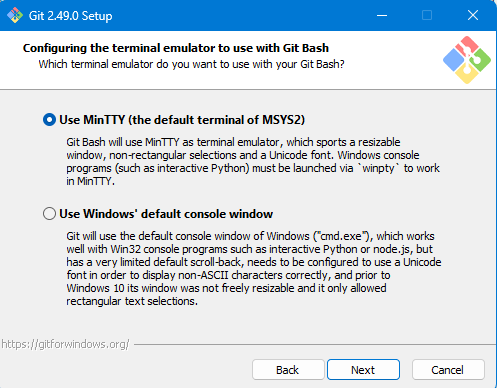 Git 2.49.0 Setup
Configuring the terminal emulator to use with Git Bash
Which terminal emulator do you want to use with your Git Bash?
Use MinTTY (the default terminal of MSYS2)
Git Bash will use MinTTY as terminal emulator, which sports a resizable
window, non-rectangular selections and a Unicode font. Windows console
programs (such as interactive Python) must be launched via `winpty` to work
in MinTTY.
Use Windows' default console window
Git will use the default console window of Windows ("cmd.exe"), which works
well with Win32 console programs such as interactive Python or node.js, but
has a very limited default scroll-back, needs to be configured to use a Unicode
font in order to display non-ASCII characters correctly, and prior to
Windows 10 its window was not freely resizable and it only allowed
rectangular text selections.
https://gitforwindows.org/
Back
Next
Cancel